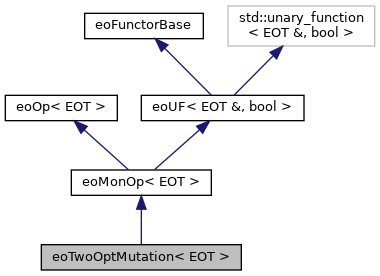 eoFunctorBase
std::unary_function
< EOT &, bool >
eoOp< EOT >
eoUF< EOT &, bool >
eoMonOp< EOT >
eoTwoOptMutation< EOT >